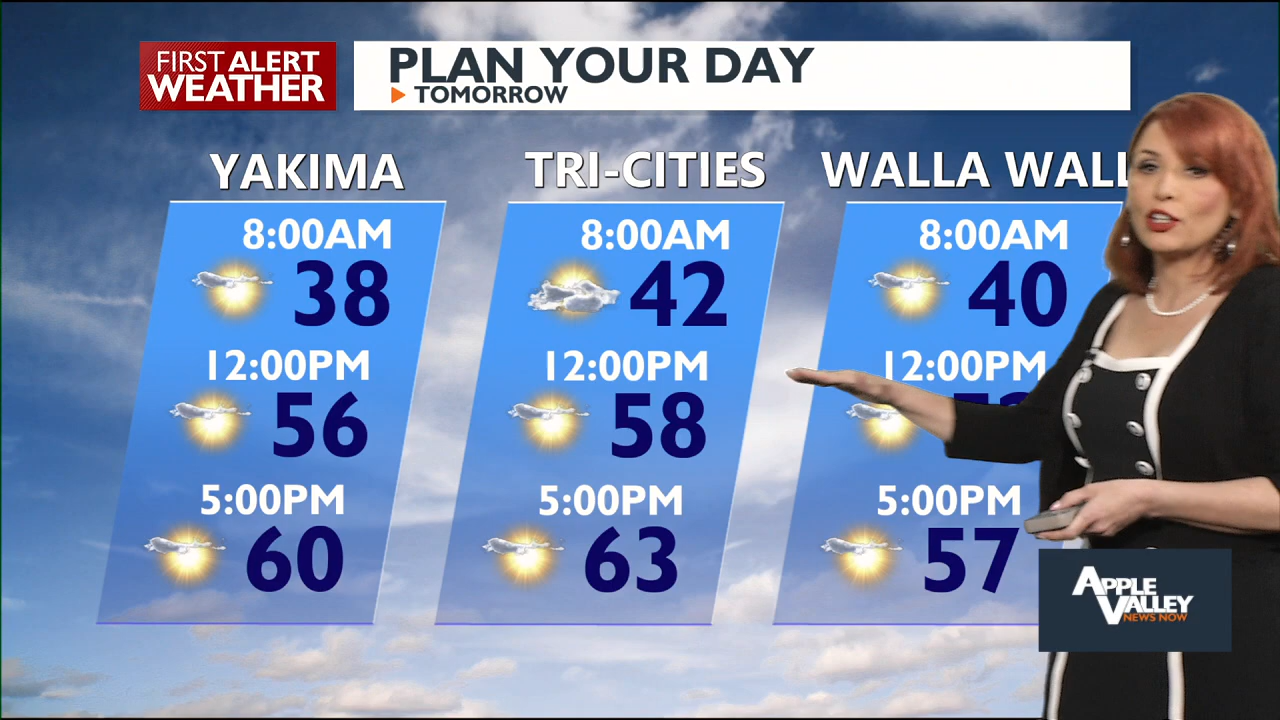 FIRST ALERT
WEATHER
PLAN YOUR DAY
TOMORROW
YAKIMA
8:00AM
38
12:00PM
56
5:00PM
60
TRI-CITIES
8:00AM
42
12:00PM
58
5:00PM
63
WALLA WALL
8:00AM
40
12:00PM
5:00PM
57
APPLE
VALLEY
NEWS NOW